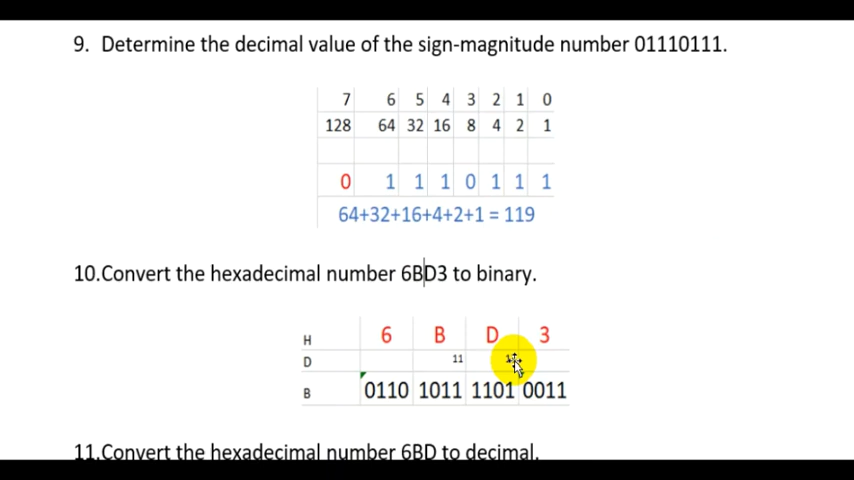 9. Determine the decimal value of the sign-magnitude number 01110111.
7 6 5 4 3 2 1 0
128 64 32 16 8 4 2 1
0 1 1 1 0 1 1 1
64+32+16+4+2+1 = 119
10.Convert the hexadecimal number 6BD3 to binary.
H 6 B D 3
D 11
B 0110 1011 1101 0011
11.Convert the hexadecimal number 6BD to decimal.